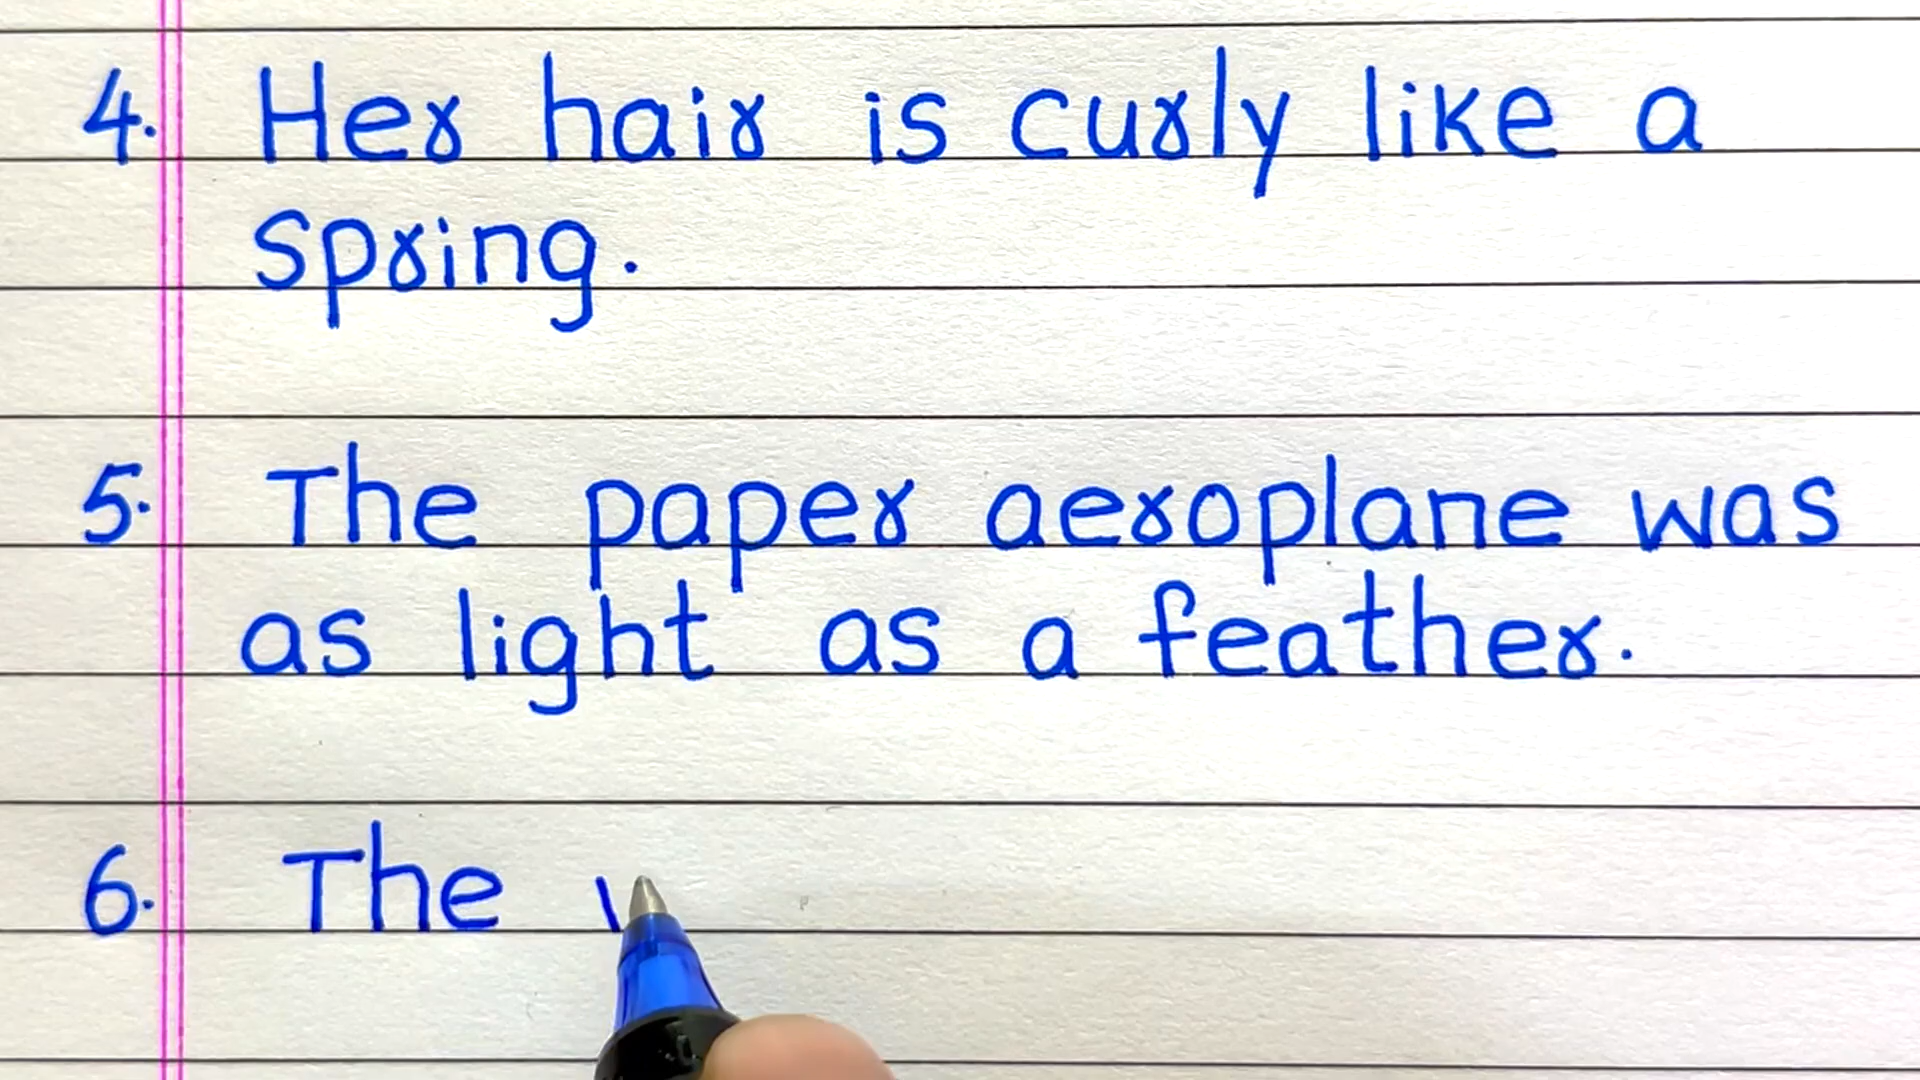 4. Her hair is curly like a
spring.
5. The paper aeroplane was
as light as a feather.
6. The